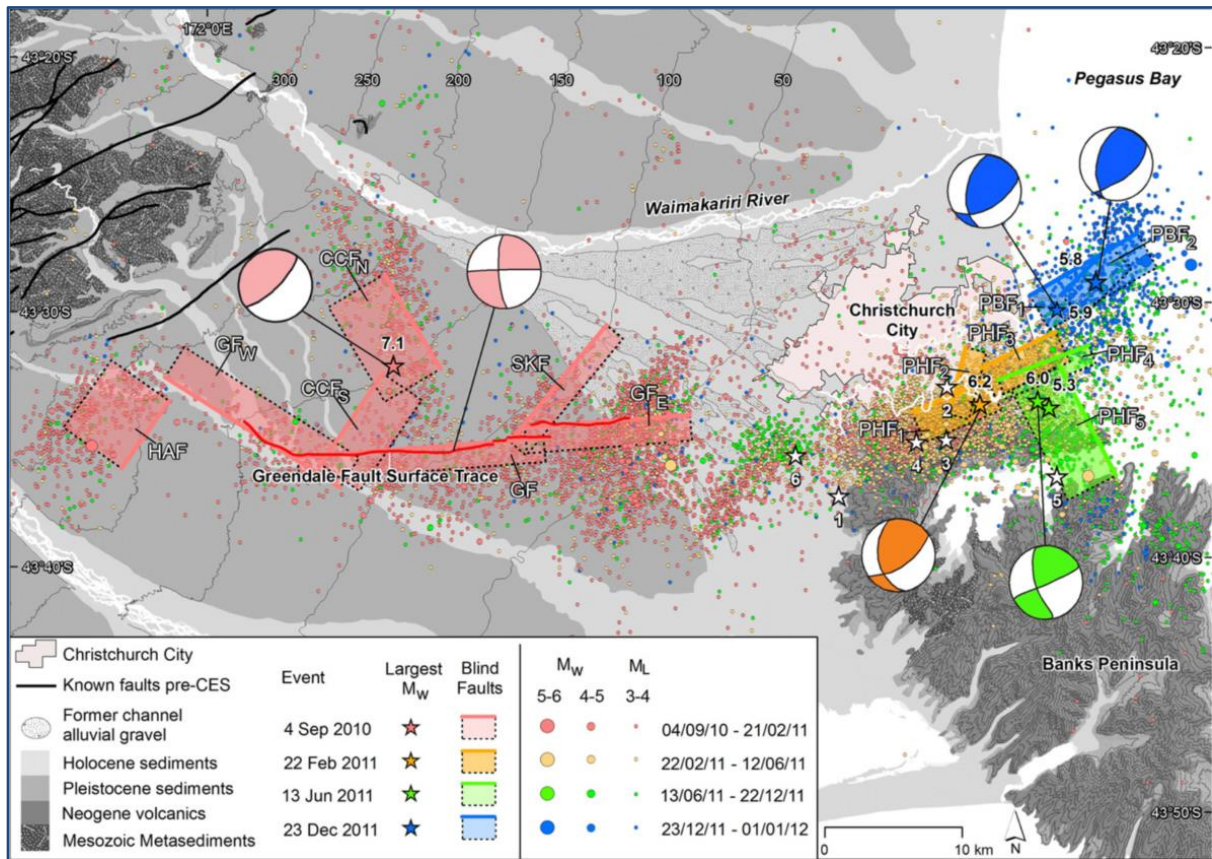 172°0'E
43°20'S
300
250
200
150
100
50
43°20'S
Pegasus Bay
Waimakariri River
CCF_N
7.1
43°30'S
GF_W
CCF_S
SKF
GF_E
HAF
Greendale Fault Surface Trace
GF
Christchurch
City
5.8
PBF_2
5.9
43°30'S
PBF_1
PHF_3
PHF_2
6.2
6.0
5.3
PHF_4
PHF_5
PHF_1
2
4
3
6
1
5
43°40'S
43°40'S
Banks Peninsula
43°50'S
Christchurch City
Known faults pre-CES
Former channel
alluvial gravel
Holocene sediments
Pleistocene sediments
Neogene volcanics
Mesozoic Metasediments
Event
Largest
M_W
Blind
Faults
4 Sep 2010
22 Feb 2011
13 Jun 2011
23 Dec 2011
M_W
M_L
5-6
4-5
3-4
04/09/10 - 21/02/11
22/02/11 - 12/06/11
13/06/11 - 22/12/11
23/12/11 - 01/01/12
0
10 km
N